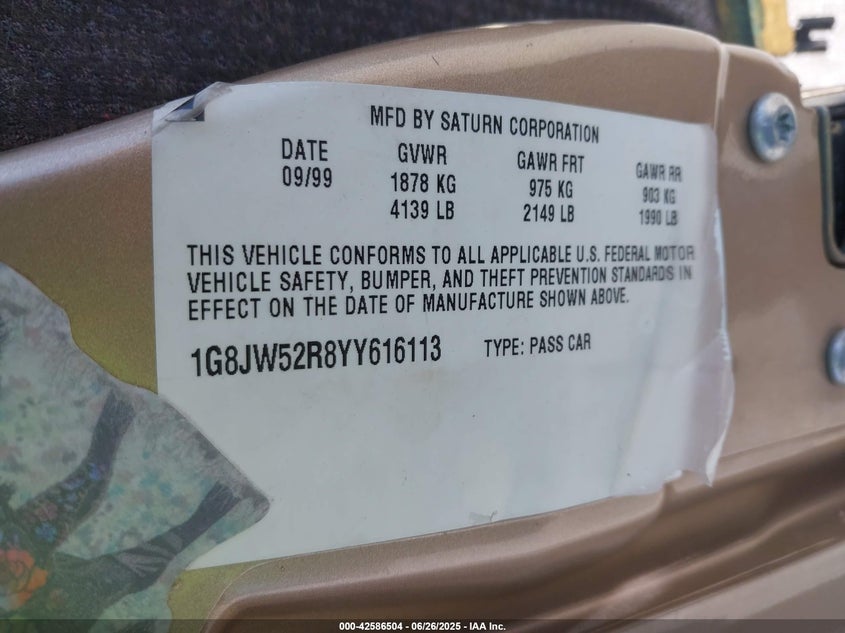 MFD BY SATURN CORPORATION
DATE GVWR GAWR FRT GAWR RR
09/99 1878 KG 975 KG 903 KG
4139 LB 2149 LB 1990 LB
THIS VEHICLE CONFORMS TO ALL APPLICABLE U.S. FEDERAL MOTOR
VEHICLE SAFETY, BUMPER, AND THEFT PREVENTION STANDARDS IN
EFFECT ON THE DATE OF MANUFACTURE SHOWN ABOVE.
1G8JW52R8YY616113 TYPE: PASS CAR
000-42586504 - 06/26/2025 - IAA Inc.